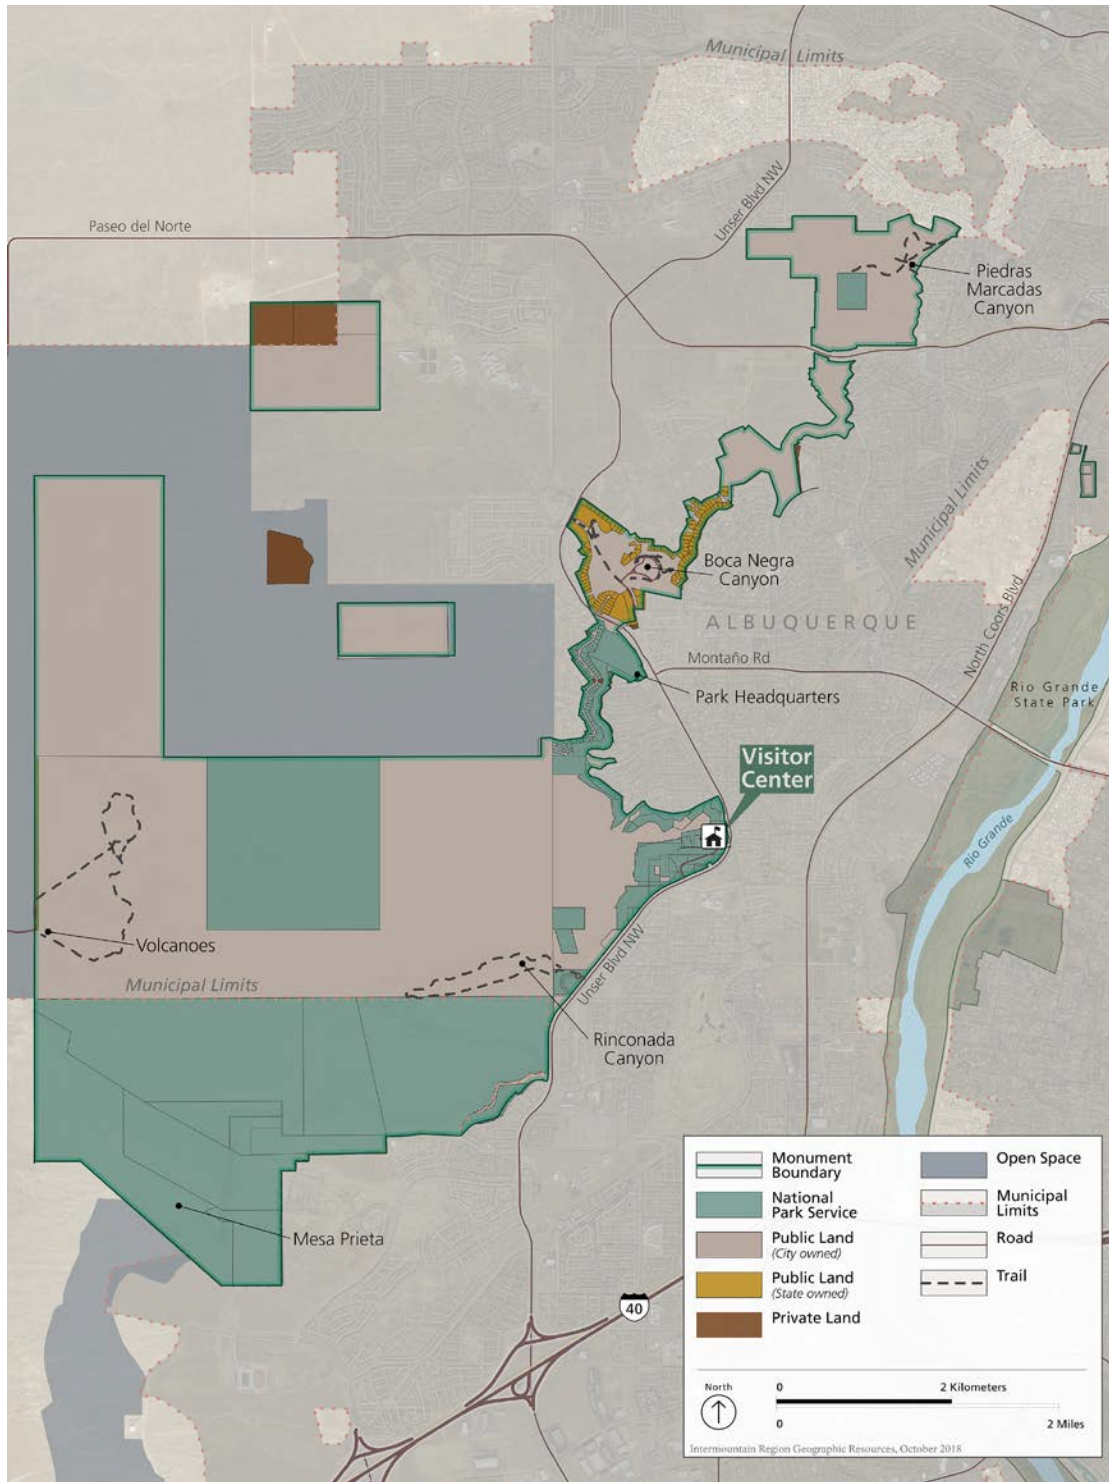 Municipal Limits
Unser Blvd NW
Paseo del Norte
Piedras
Marcadas
Canyon
Municipal Limits
Boca Negra
Canyon
ALBUQUERQUE
North Coors Blvd
Montaño Rd
Park Headquarters
Rio Grande
State Park
Visitor
Center
Rio Grande
Volcanoes
Municipal Limits
Unser Blvd NW
Rinconada
Canyon
Mesa Prieta
40
Monument
Boundary
National
Park Service
Public Land
(City owned)
Public Land
(State owned)
Private Land
Open Space
Municipal
Limits
Road
Trail
North
0
2 Kilometers
0
2 Miles
Intermountain Region Geographic Resources, October 2018